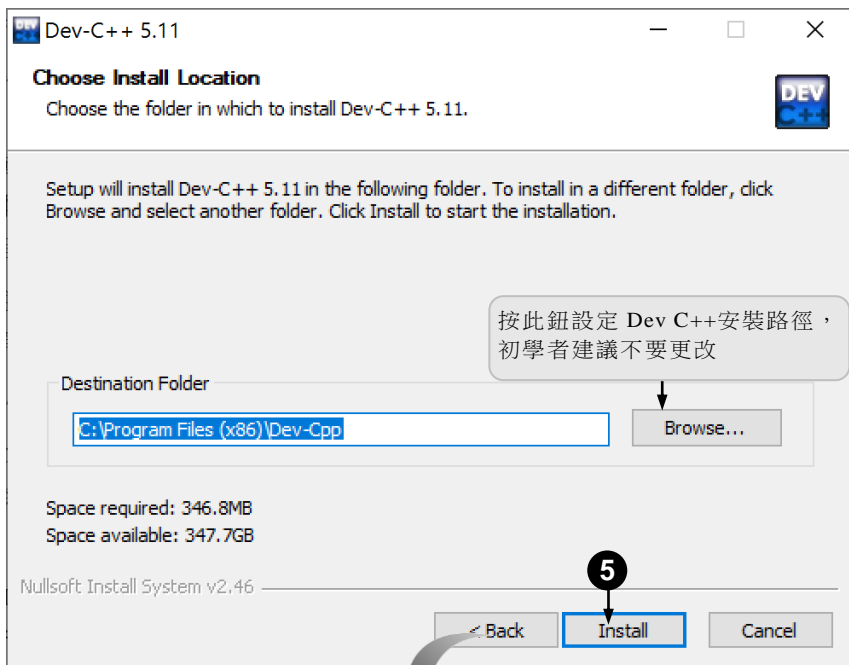 Dev-C++ 5.11
Choose Install Location
Choose the folder in which to install Dev-C++ 5.11.
DEV
C++
Setup will install Dev-C++ 5.11 in the following folder. To install in a different folder, click
Browse and select another folder. Click Install to start the installation.
按此鈕設定 Dev C++安裝路徑，
初學者建議不要更改
Destination Folder
C:\Program Files (x86)\Dev-Cpp
Browse...
Space required: 346.8MB
Space available: 347.7GB
5
Nullsoft Install System v2.46
< Back
Install
Cancel